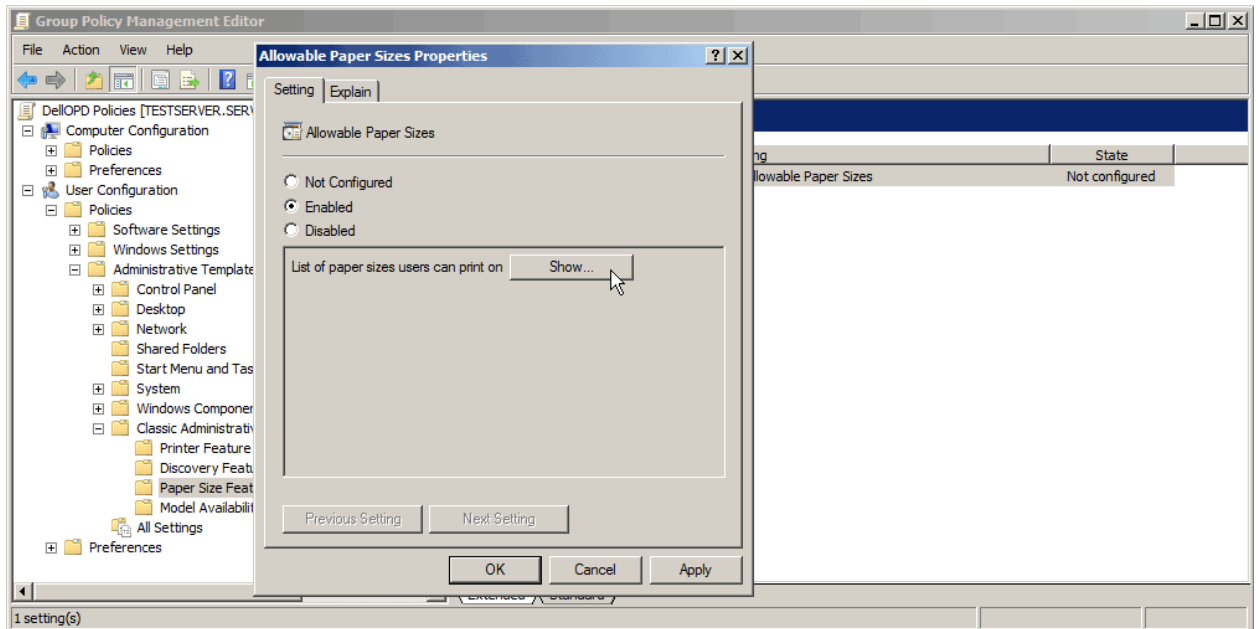 Group Policy Management Editor
File Action View Help
DellOPD Policies [TESTSERVER.SERV
Computer Configuration
Policies
Preferences
User Configuration
Policies
Software Settings
Windows Settings
Administrative Template
Control Panel
Desktop
Network
Shared Folders
Start Menu and Tas
System
Windows Componer
Classic Administrativ
Printer Feature
Discovery Featu
Paper Size Feat
Model Availabilit
All Settings
Preferences
Allowable Paper Sizes Properties
Setting Explain
Allowable Paper Sizes
Not Configured
Enabled
Disabled
List of paper sizes users can print on Show...
Previous Setting Next Setting
OK Cancel Apply
ng State
llowable Paper Sizes Not configured
Extended Standard
1 setting(s)